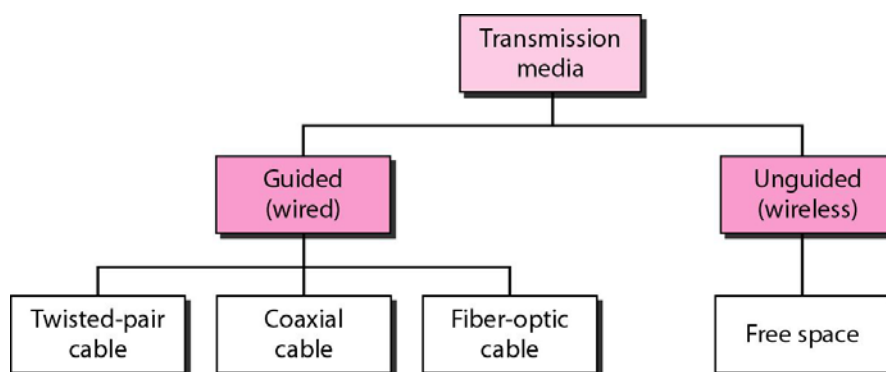 Transmission
media
Guided
(wired)
Unguided
(wireless)
Twisted-pair
cable
Coaxial
cable
Fiber-optic
cable
Free space